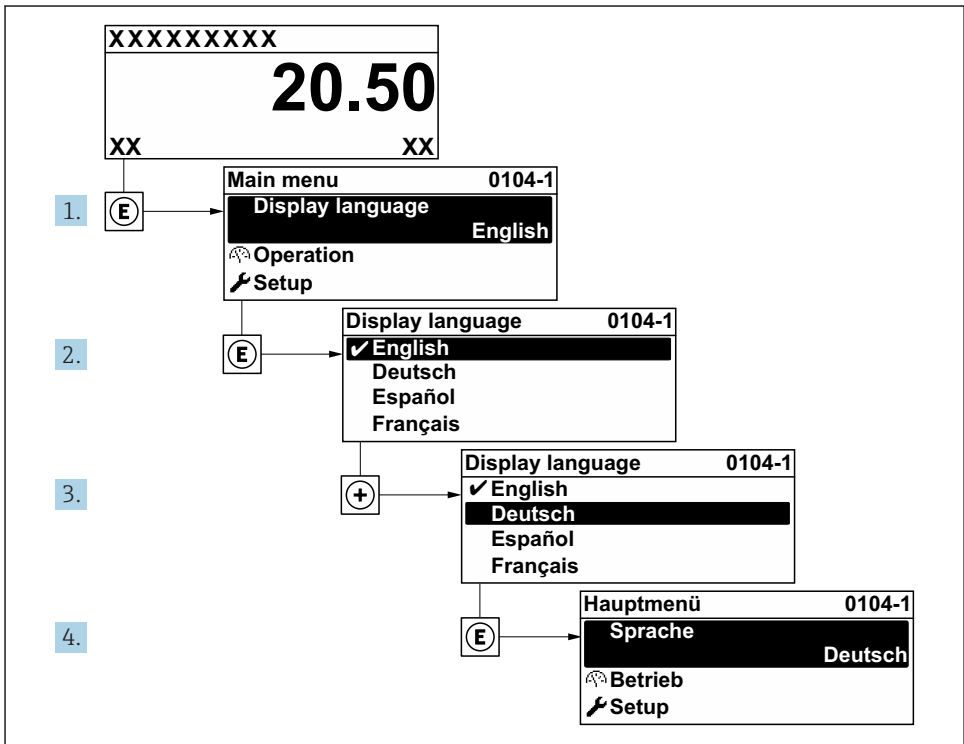 XXXXXXXXX
20.50
XX XX
1. E
Main menu 0104-1
Display language
English
Operation
Setup
2. E
Display language 0104-1
✔ English
Deutsch
Español
Français
3. +
Display language 0104-1
✔ English
Deutsch
Español
Français
4. E
Hauptmenü 0104-1
Sprache
Deutsch
Betrieb
Setup